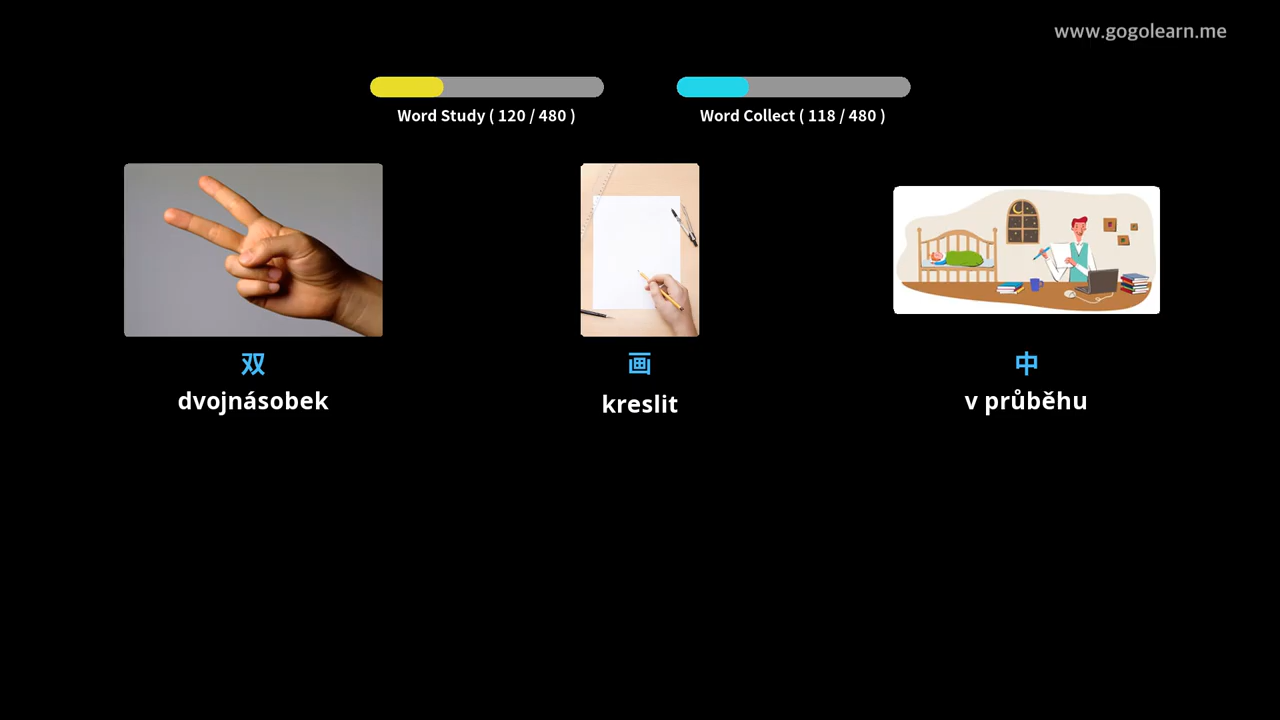 www.gogolearn.me
Word Study ( 120 / 480 )
Word Collect ( 118 / 480 )
双
画
中
dvojnásobek
kreslit
v průběhu